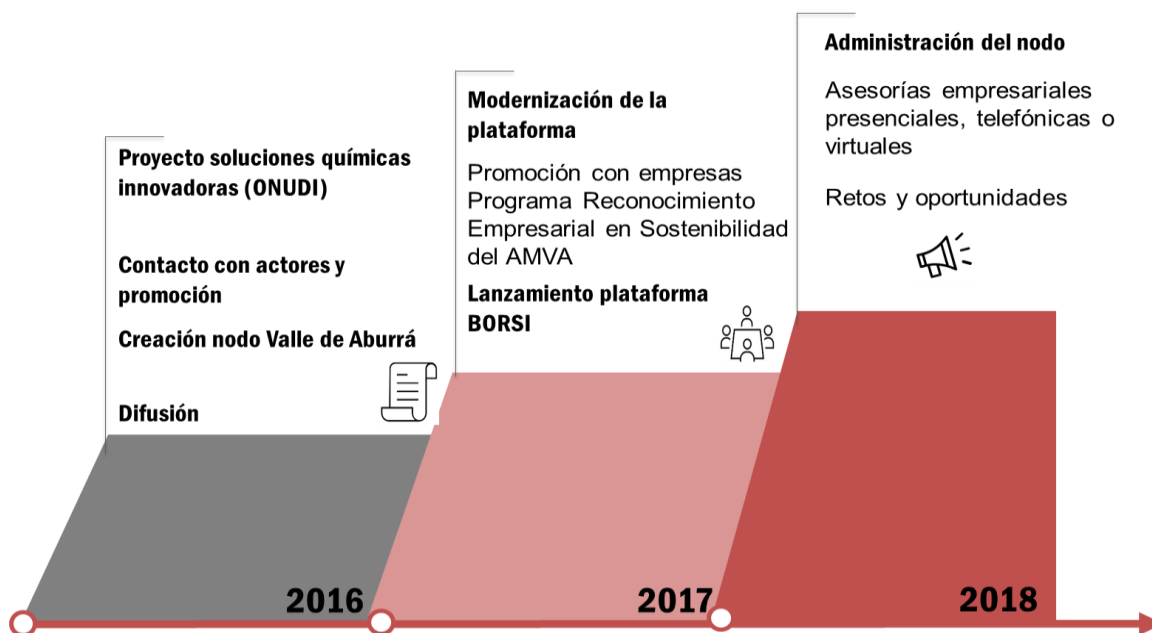 Proyecto soluciones químicas
innovadoras (ONUDI)
Contacto con actores y
promoción
Creación nodo Valle de Aburrá
Difusión
2016
Modernización de la
plataforma
Promoción con empresas
Programa Reconocimiento
Empresarial en Sostenibilidad
del AMVA
Lanzamiento plataforma
BORSI
2017
Administración del nodo
Asesorías empresariales
presenciales, telefónicas o
virtuales
Retos y oportunidades
2018